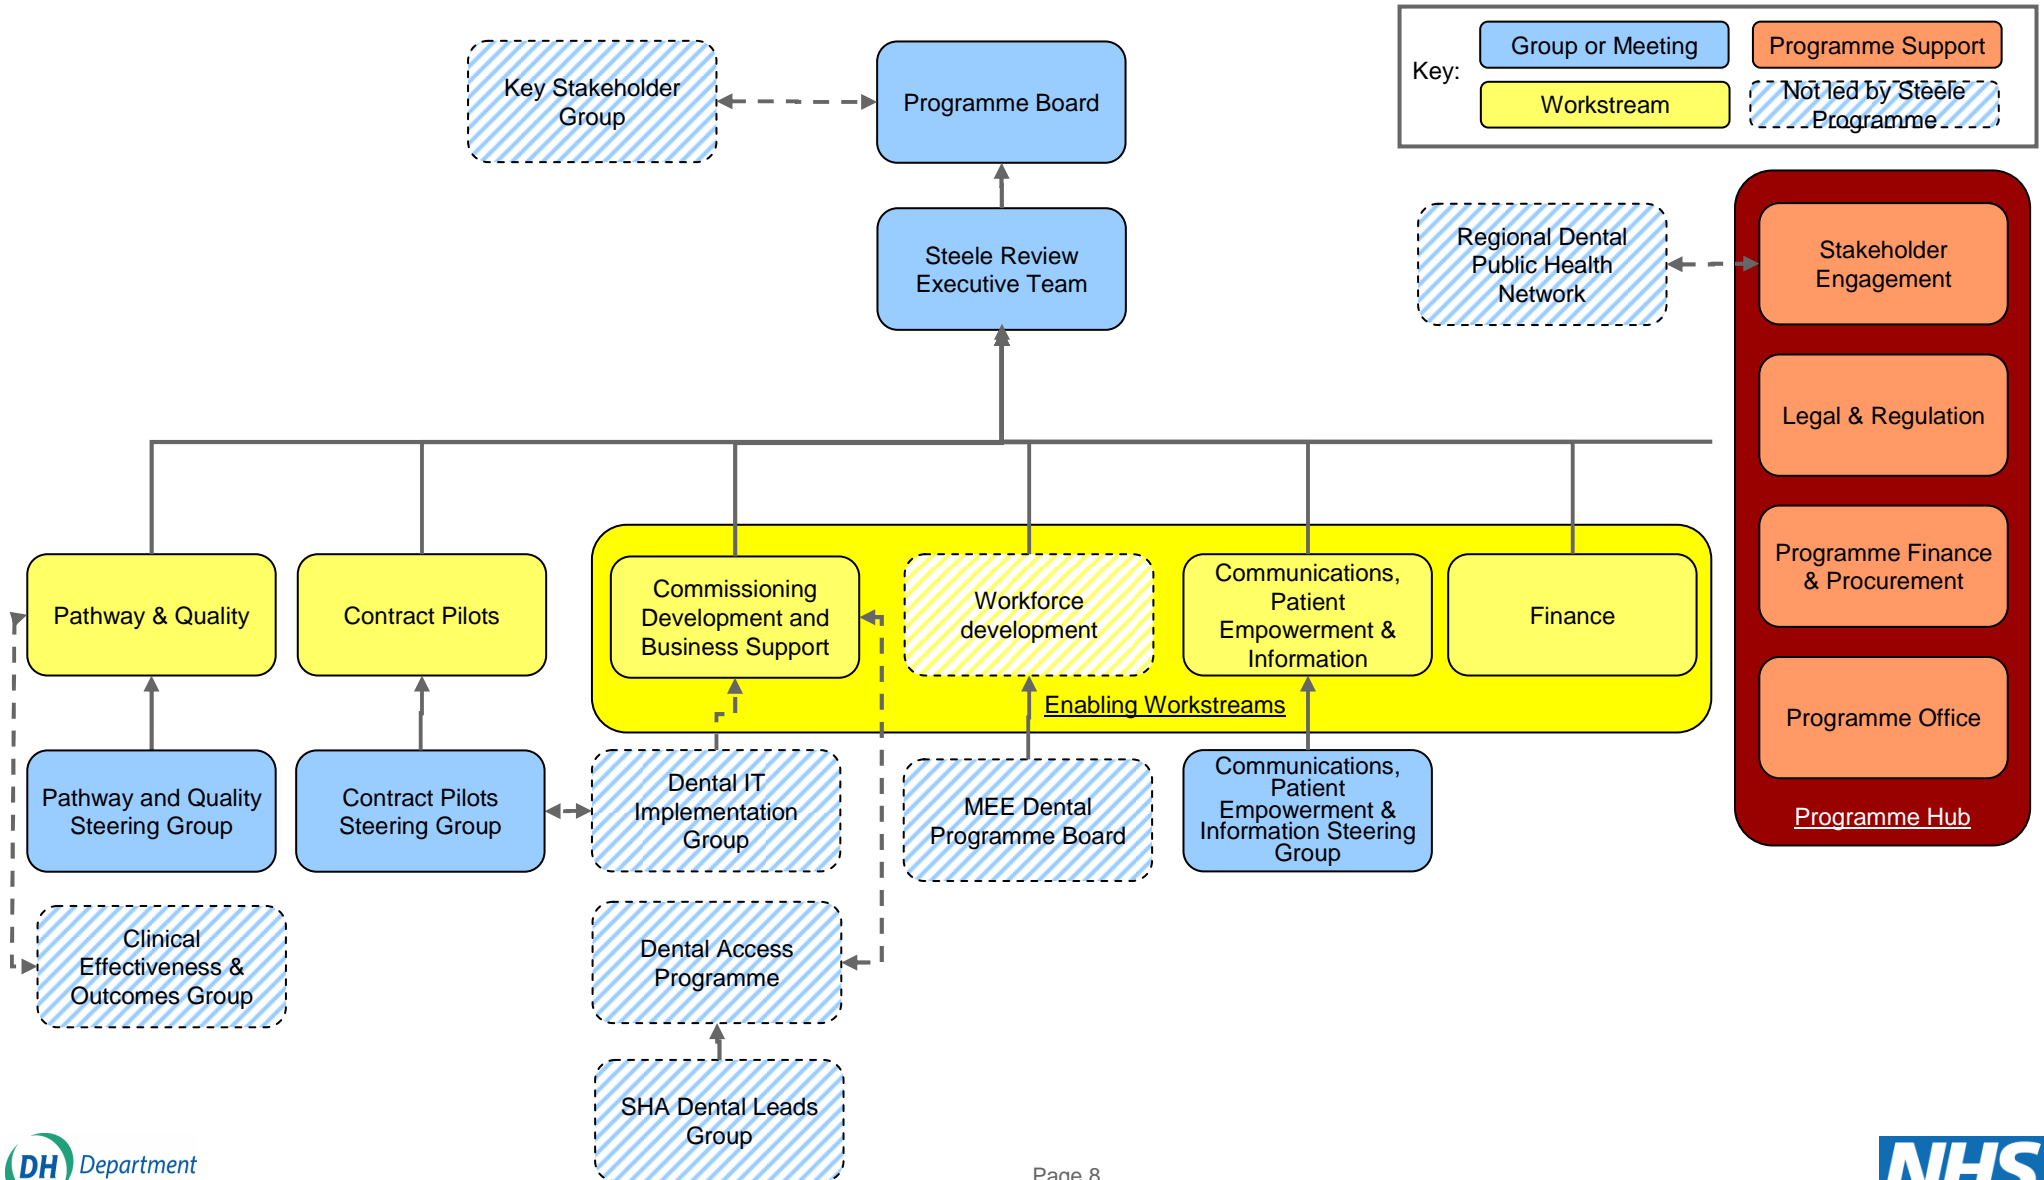 Key:
Group or Meeting
Programme Support
Workstream
Not led by Steele
Programme
Key Stakeholder
Group
Programme Board
Steele Review
Executive Team
Regional Dental
Public Health
Network
Stakeholder
Engagement
Legal & Regulation
Programme Finance
& Procurement
Programme Office
Programme Hub
Pathway & Quality
Contract Pilots
Commissioning
Development and
Business Support
Workforce
development
Communications,
Patient
Empowerment &
Information
Finance
Enabling Workstreams
Pathway and Quality
Steering Group
Contract Pilots
Steering Group
Dental IT
Implementation
Group
MEE Dental
Programme Board
Communications,
Patient
Empowerment &
Information Steering
Group
Clinical
Effectiveness &
Outcomes Group
Dental Access
Programme
SHA Dental Leads
Group
DH Department
Page 8
NHS